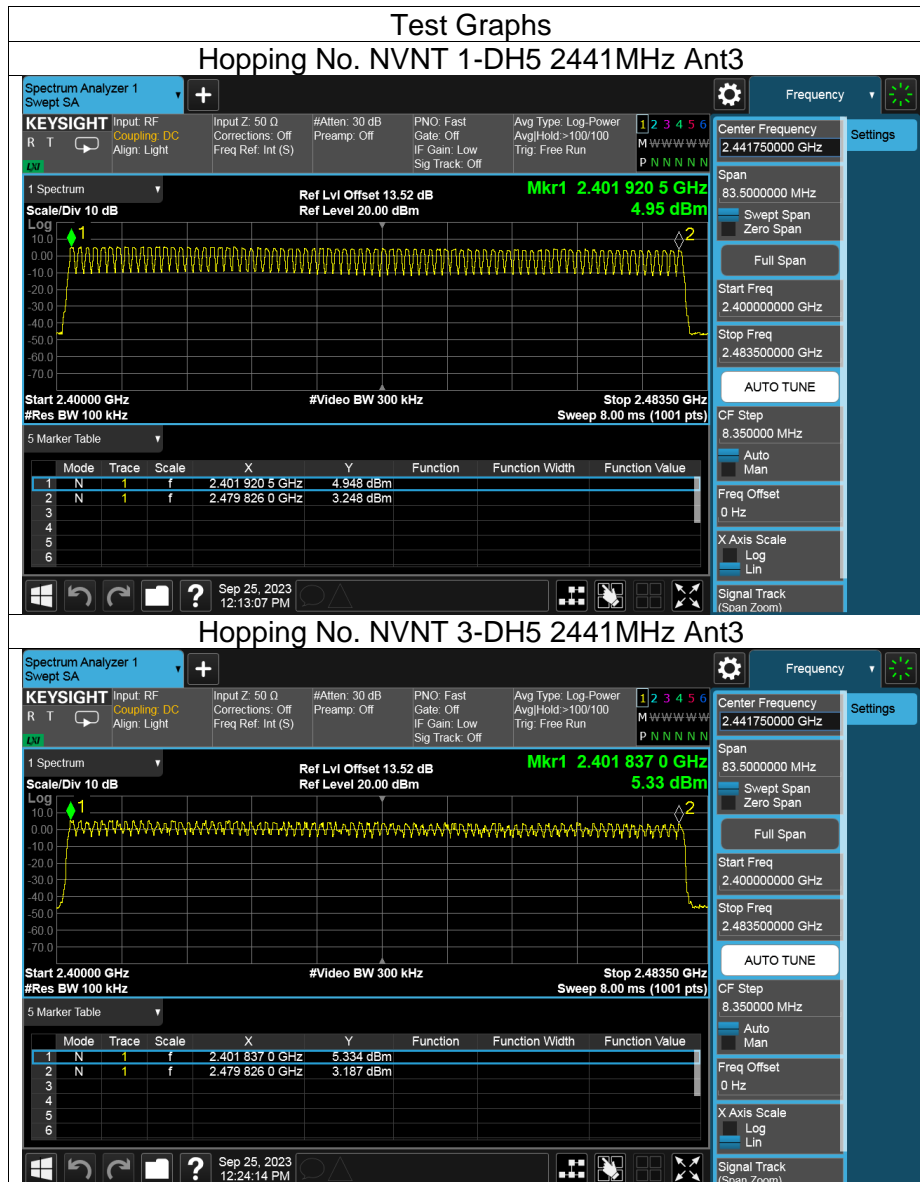 Test Graphs
Hopping No. NVNT 1-DH5 2441MHz Ant3
Spectrum Analyzer 1
Swept SA
+
Frequency
KEYSIGHT
R T
LXI
Input: RF
Coupling: DC
Align: Light
Input Z: 50 Ω
Corrections: Off
Freq Ref: Int (S)
#Atten: 30 dB
Preamp: Off
PNO: Fast
Gate: Off
IF Gain: Low
Sig Track: Off
Avg Type: Log-Power
Avg|Hold:>100/100
Trig: Free Run
1 2 3 4 5 6
M W W W W W
P N N N N N
Center Frequency
2.441750000 GHz
Settings
1 Spectrum
Scale/Div 10 dB
Ref Lvl Offset 13.52 dB
Ref Level 20.00 dBm
Mkr1 2.401 920 5 GHz
4.95 dBm
Span
83.5000000 MHz
Swept Span
Zero Span
Full Span
Start Freq
2.400000000 GHz
Stop Freq
2.483500000 GHz
AUTO TUNE
Log
10.0
0.00
-10.0
-20.0
-30.0
-40.0
-50.0
-60.0
-70.0
1
2
Start 2.40000 GHz
#Res BW 100 kHz
#Video BW 300 kHz
Stop 2.48350 GHz
Sweep 8.00 ms (1001 pts)
CF Step
8.350000 MHz
Auto
Man
Freq Offset
0 Hz
X Axis Scale
Log
Lin
Signal Track
(Span Zoom)
5 Marker Table
Mode Trace Scale X Y Function Function Width Function Value
1 N 1 f 2.401 920 5 GHz 4.948 dBm
2 N 1 f 2.479 826 0 GHz 3.248 dBm
3
4
5
6
?
Sep 25, 2023
12:13:07 PM
Hopping No. NVNT 3-DH5 2441MHz Ant3
Spectrum Analyzer 1
Swept SA
+
Frequency
KEYSIGHT
R T
LXI
Input: RF
Coupling: DC
Align: Light
Input Z: 50 Ω
Corrections: Off
Freq Ref: Int (S)
#Atten: 30 dB
Preamp: Off
PNO: Fast
Gate: Off
IF Gain: Low
Sig Track: Off
Avg Type: Log-Power
Avg|Hold:>100/100
Trig: Free Run
1 2 3 4 5 6
M W W W W W
P N N N N N
Center Frequency
2.441750000 GHz
Settings
1 Spectrum
Scale/Div 10 dB
Ref Lvl Offset 13.52 dB
Ref Level 20.00 dBm
Mkr1 2.401 837 0 GHz
5.33 dBm
Span
83.5000000 MHz
Swept Span
Zero Span
Full Span
Start Freq
2.400000000 GHz
Stop Freq
2.483500000 GHz
AUTO TUNE
Log
10.0
0.00
-10.0
-20.0
-30.0
-40.0
-50.0
-60.0
-70.0
1
2
Start 2.40000 GHz
#Res BW 100 kHz
#Video BW 300 kHz
Stop 2.48350 GHz
Sweep 8.00 ms (1001 pts)
CF Step
8.350000 MHz
Auto
Man
Freq Offset
0 Hz
X Axis Scale
Log
Lin
Signal Track
(Span Zoom)
5 Marker Table
Mode Trace Scale X Y Function Function Width Function Value
1 N 1 f 2.401 837 0 GHz 5.334 dBm
2 N 1 f 2.479 826 0 GHz 3.187 dBm
3
4
5
6
?
Sep 25, 2023
12:24:14 PM